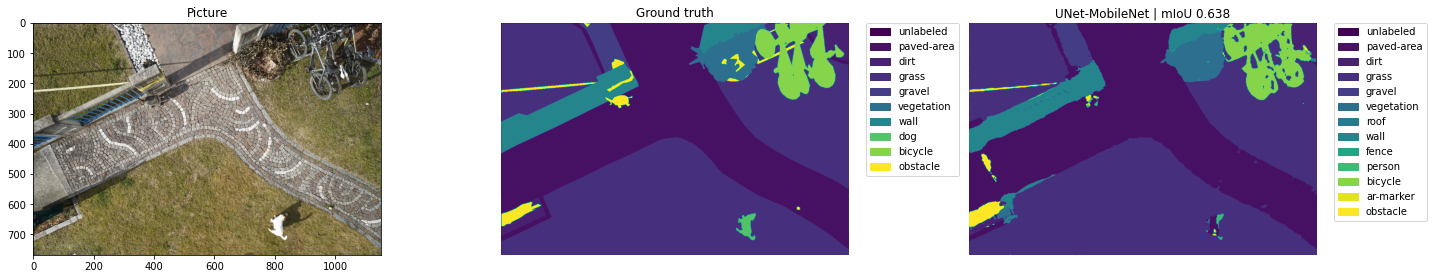 Picture
0
100
200
300
400
500
600
700
0 200 400 600 800 1000
Ground truth
unlabeled
paved-area
dirt
grass
gravel
vegetation
wall
dog
bicycle
obstacle
UNet-MobileNet | mIoU 0.638
unlabeled
paved-area
dirt
grass
gravel
vegetation
roof
wall
fence
person
bicycle
ar-marker
obstacle